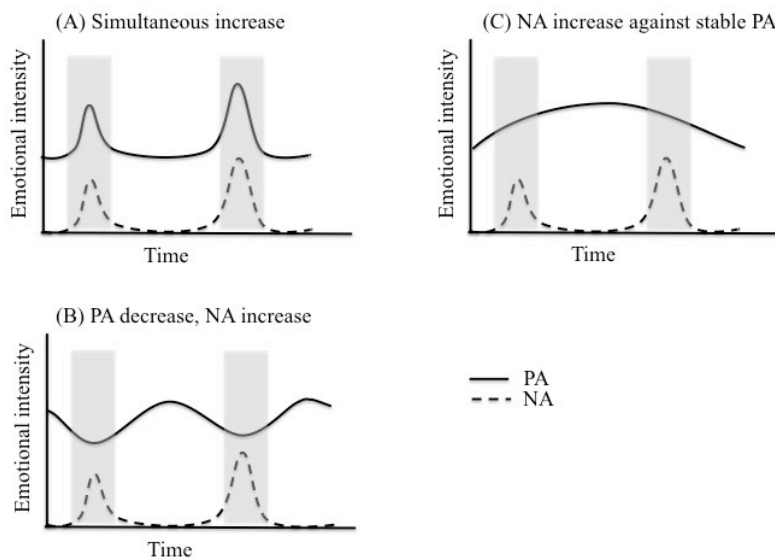 (A) Simultaneous increase
Emotional intensity
Time
(C) NA increase against stable PA
Emotional intensity
Time
(B) PA decrease, NA increase
Emotional intensity
Time
PA
NA